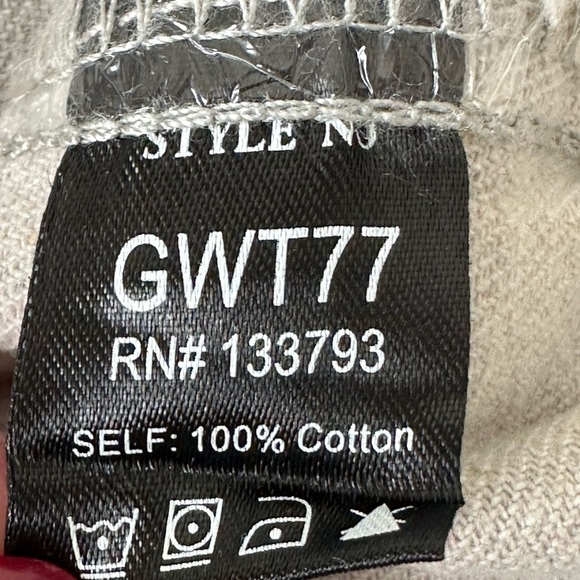 STYLE NO
GWT77
RN# 133793
SELF: 100% Cotton